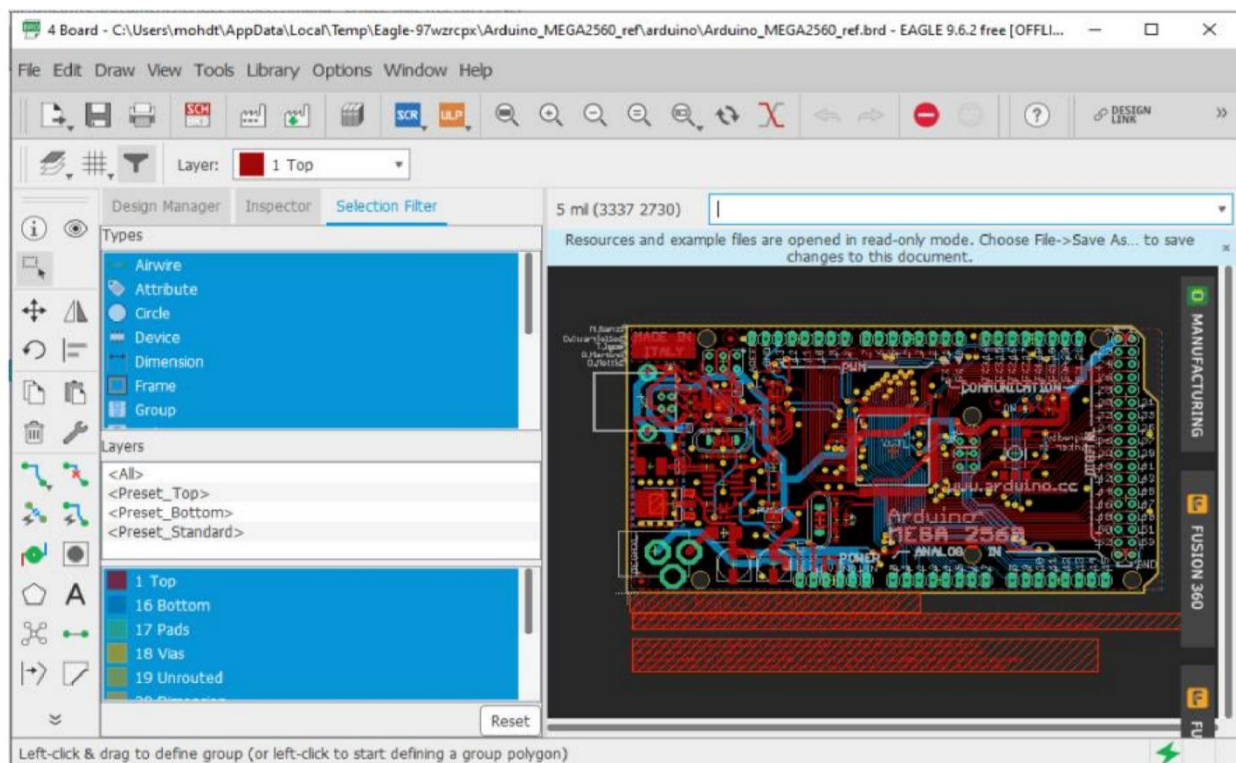 4 Board - C:\Users\mohdt\AppData\Local\Temp\Eagle-97wzrcpx\Arduino_MEGA2560_ref\arduino\Arduino_MEGA2560_ref.brd - EAGLE 9.6.2 free [OFFLI...
File Edit Draw View Tools Library Options Window Help
SCH SCR ULP DESIGN LINK
Layer: 1 Top
Design Manager Inspector Selection Filter
5 mil (3337 2730)
Resources and example files are opened in read-only mode. Choose File->Save As... to save
changes to this document.
Types
Airwire
Attribute
Circle
Device
Dimension
Frame
Group
Layers
<All>
<Preset_Top>
<Preset_Bottom>
<Preset_Standard>
1 Top
16 Bottom
17 Pads
18 Vias
19 Unrouted
20 Dimension
Reset
MADE IN
ITALY
PWM
COMMUNICATION
www.arduino.cc
Arduino
MEGA 2560
POWER
ANALOG IN
GND
MANUFACTURING
FUSION 360
FU
Left-click & drag to define group (or left-click to start defining a group polygon)